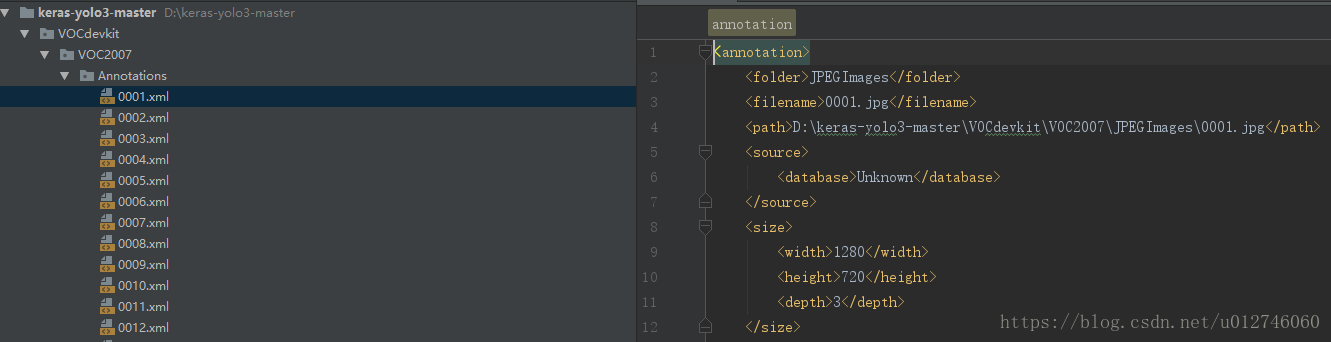 keras-yolo3-master D:\keras-yolo3-master
VOCdevkit
VOC2007
Annotations
0001.xml
0002.xml
0003.xml
0004.xml
0005.xml
0006.xml
0007.xml
0008.xml
0009.xml
0010.xml
0011.xml
0012.xml
annotation
1 <annotation>
2 <folder>JPEGImages</folder>
3 <filename>0001.jpg</filename>
4 <path>D:\keras-yolo3-master\VOCdevkit\VOC2007\JPEGImages\0001.jpg</path>
5 <source>
6 <database>Unknown</database>
7 </source>
8 <size>
9 <width>1280</width>
10 <height>720</height>
11 <depth>3</depth>
12 </size>
https://blog.csdn.net/u012746060